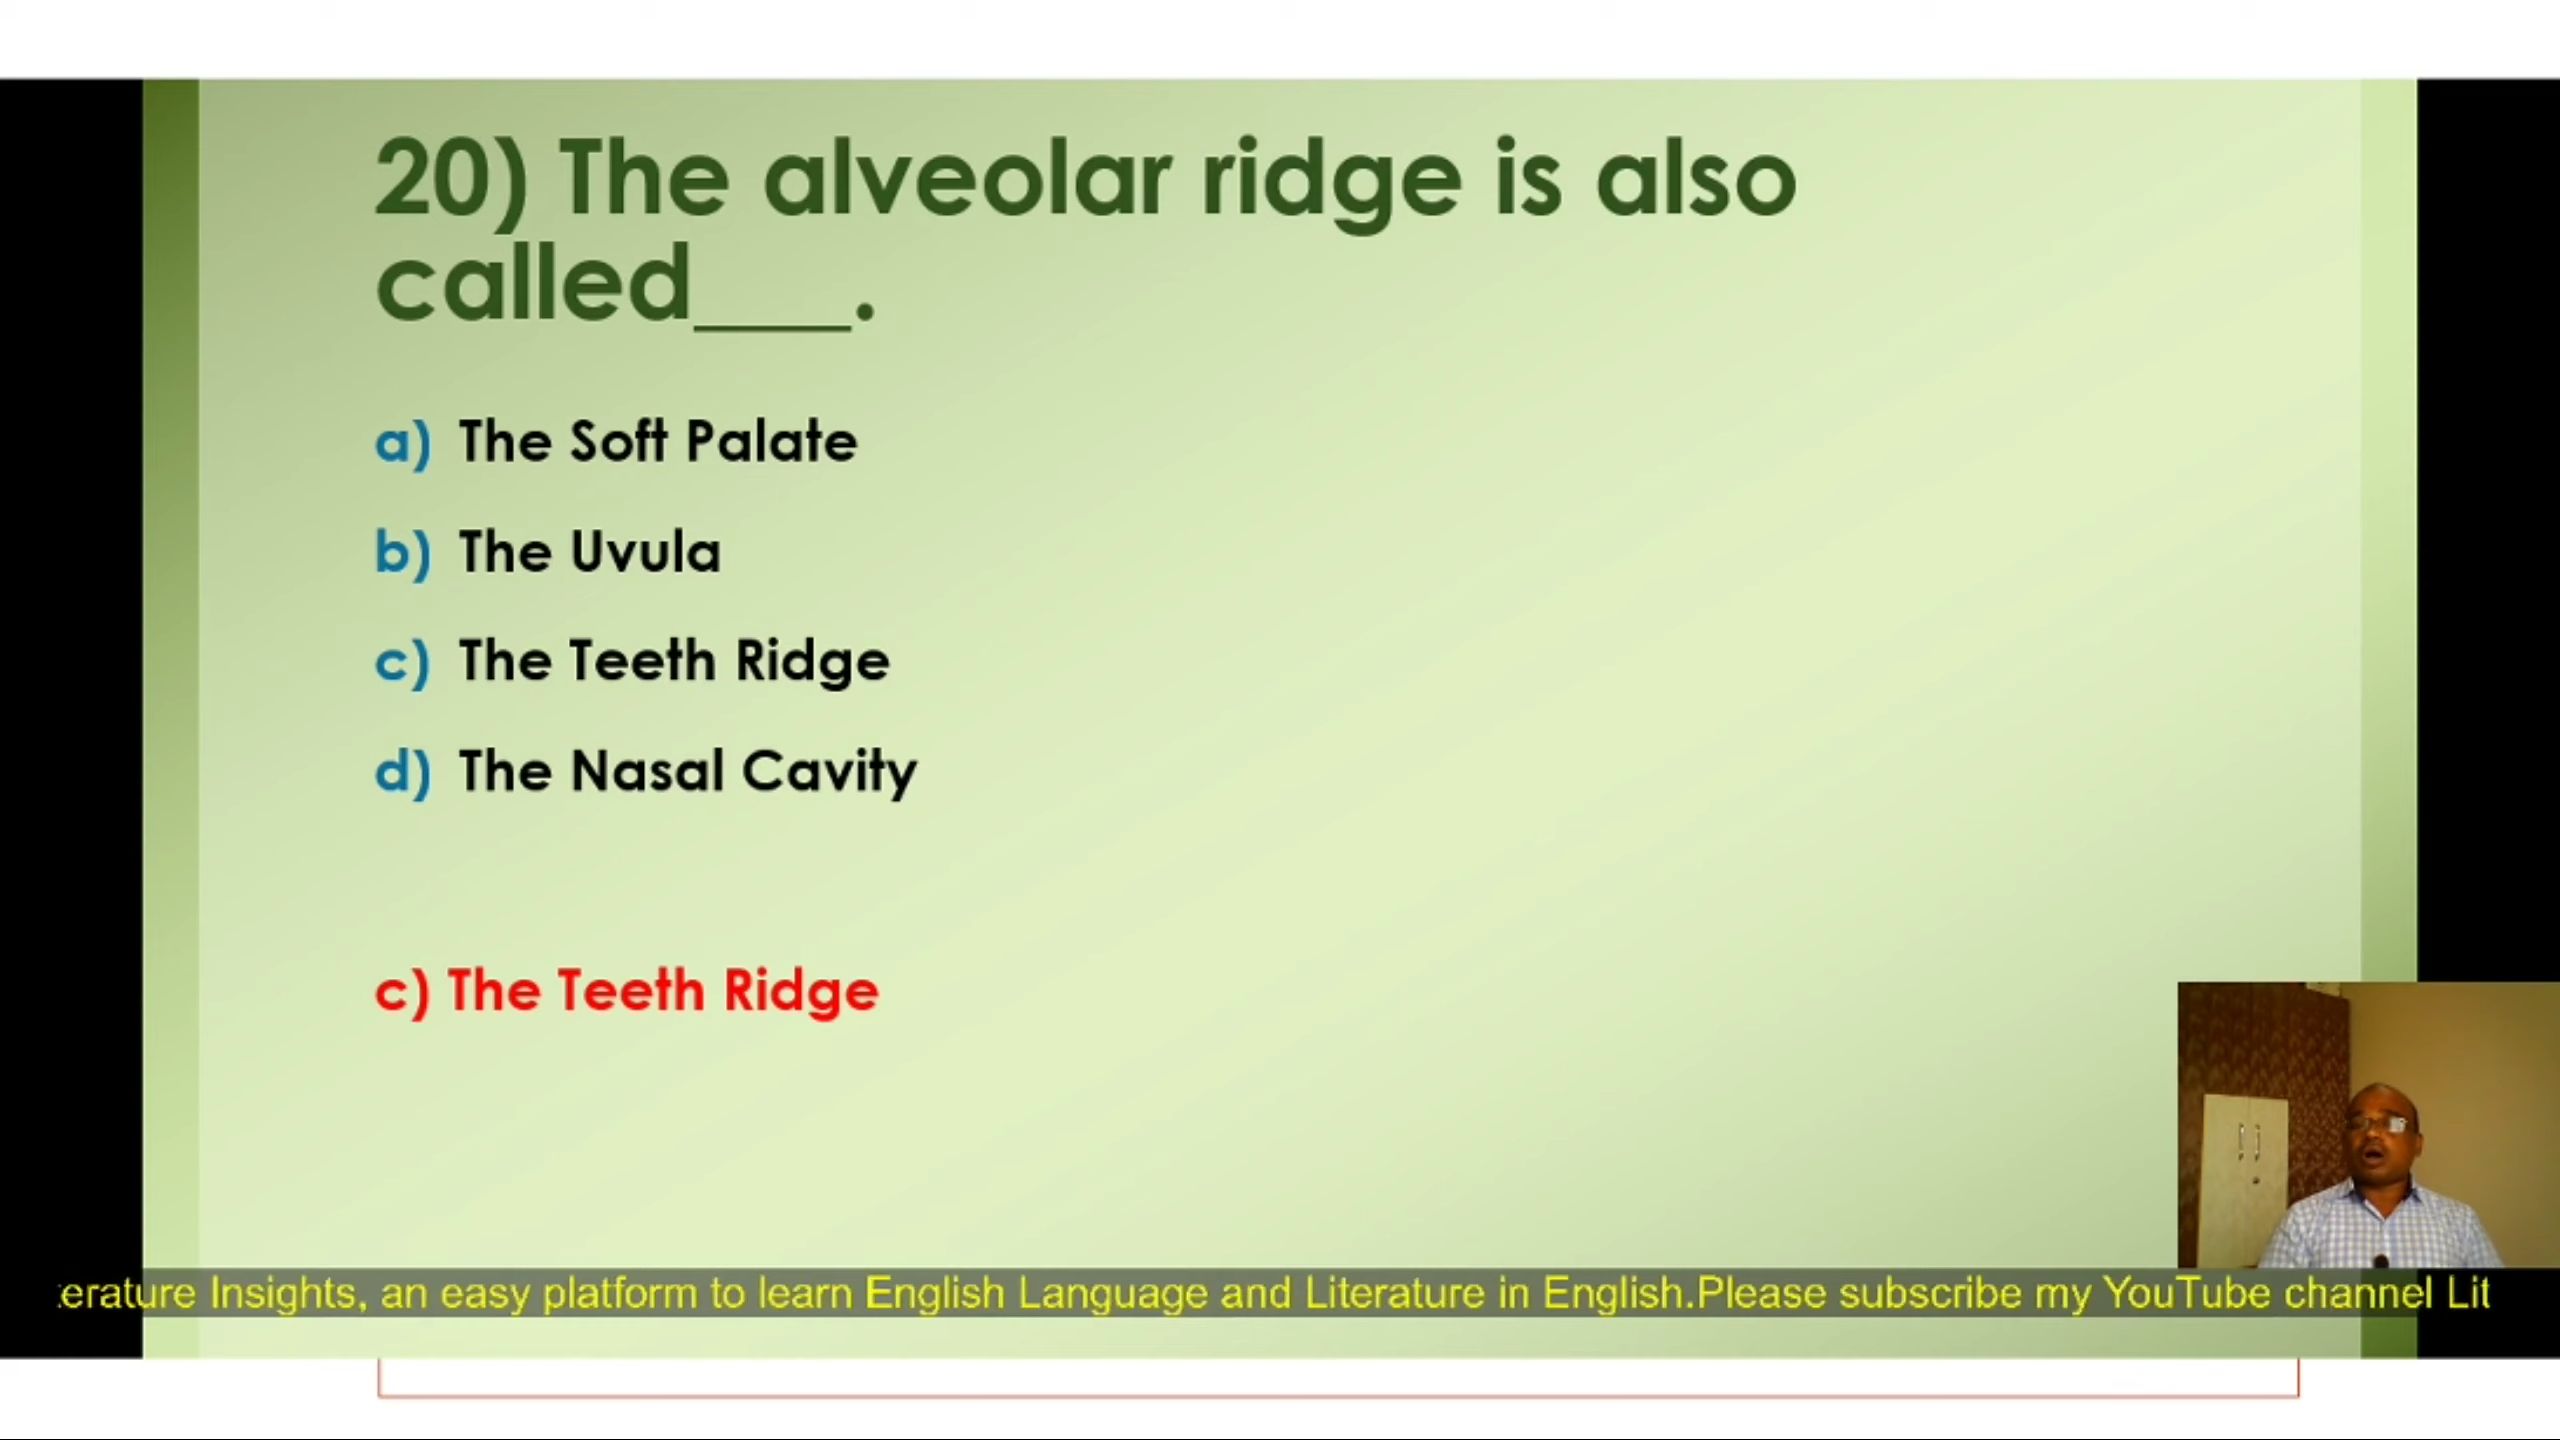 20) The alveolar ridge is also
called___.
a) The Soft Palate
b) The Uvula
c) The Teeth Ridge
d) The Nasal Cavity
c) The Teeth Ridge
erature Insights, an easy platform to learn English Language and Literature in English.Please subscribe my YouTube channel Lit